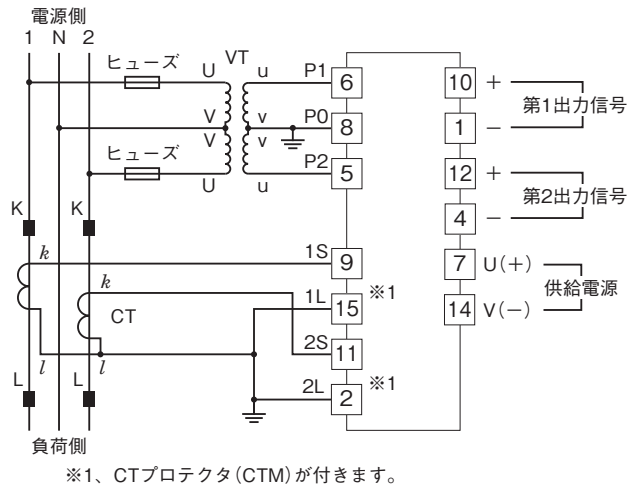 電源側
1 N 2
ヒューズ
VT
U u P1 6
V v P0 8
V v
ヒューズ
U u P2 5
10 +
第1出力信号
1 −
12 +
第2出力信号
4 −
7 U(+)
供給電源
14 V(−)
K K
k 1S 9
k 1L 15 ※1
CT
2S 11
l l
L L 2L 2 ※1
負荷側
※1、CTプロテクタ(CTM)が付きます。